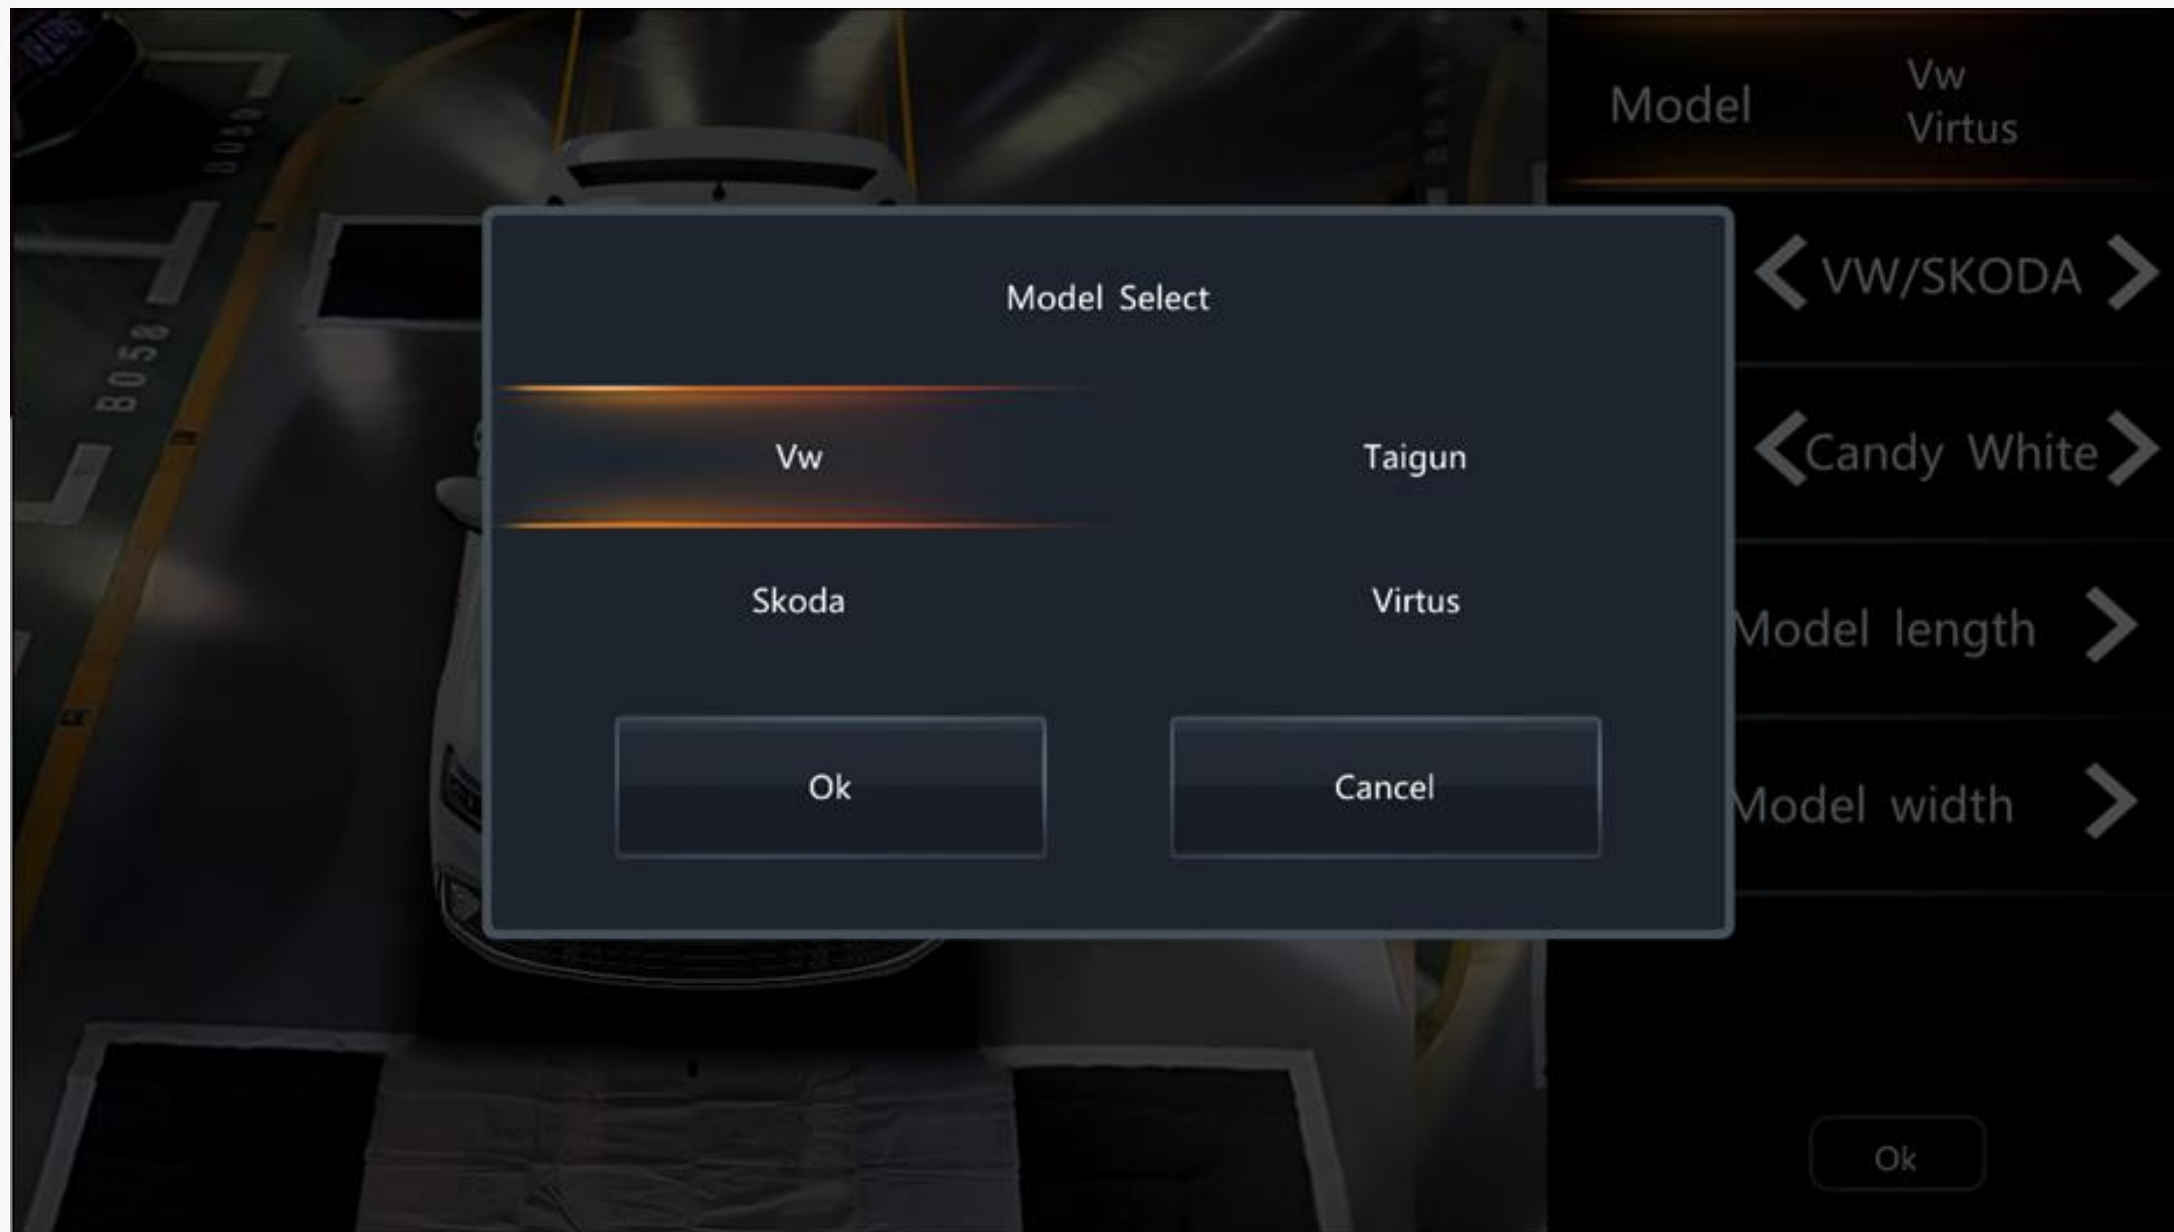 B050
B058
Model
Vw
Virtus
VW/SKODA
Candy White
Model length
Model width
Ok
Model Select
Vw
Taigun
Skoda
Virtus
Ok
Cancel